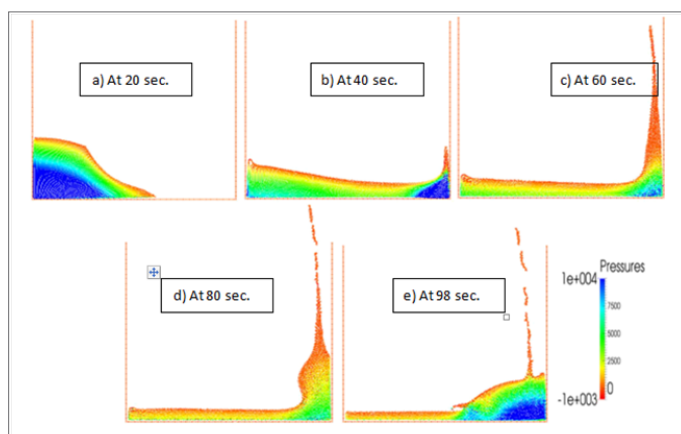 a) At 20 sec.
b) At 40 sec.
c) At 60 sec.
d) At 80 sec.
e) At 98 sec.
Pressures
1e+004
7500
5000
2500
0
-1e+003